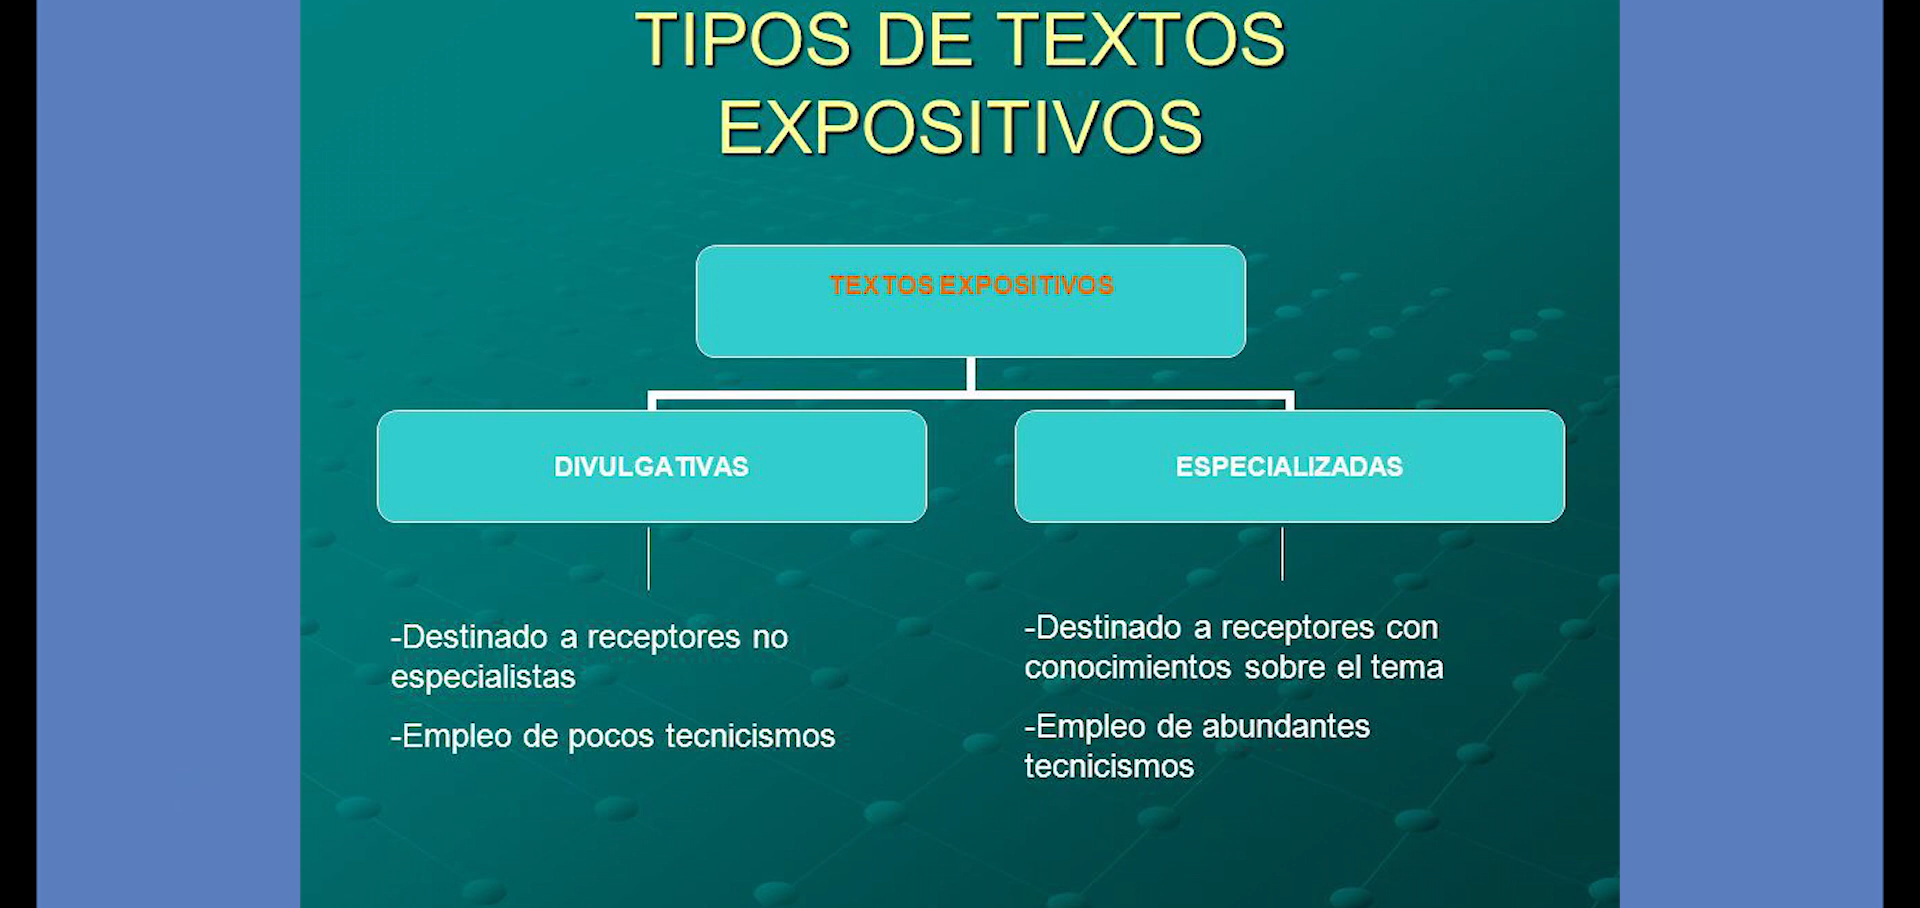 TIPOS DE TEXTOS
EXPOSITIVOS
TEXTOS EXPOSITIVOS
DIVULGATIVAS
ESPECIALIZADAS
-Destinado a receptores no
especialistas
-Empleo de pocos tecnicismos
-Destinado a receptores con
conocimientos sobre el tema
-Empleo de abundantes
tecnicismos